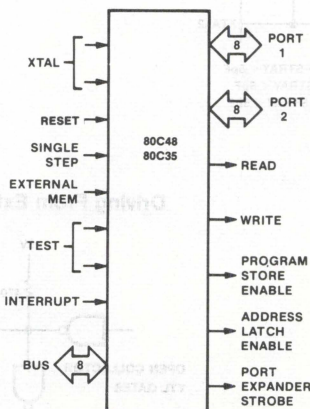 XTAL
RESET
SINGLE
STEP
EXTERNAL
MEM
TEST
INTERRUPT
BUS
8
80C48
80C35
8
PORT
1
8
PORT
2
READ
WRITE
PROGRAM
STORE
ENABLE
ADDRESS
LATCH
ENABLE
PORT
EXPANDER
STROBE